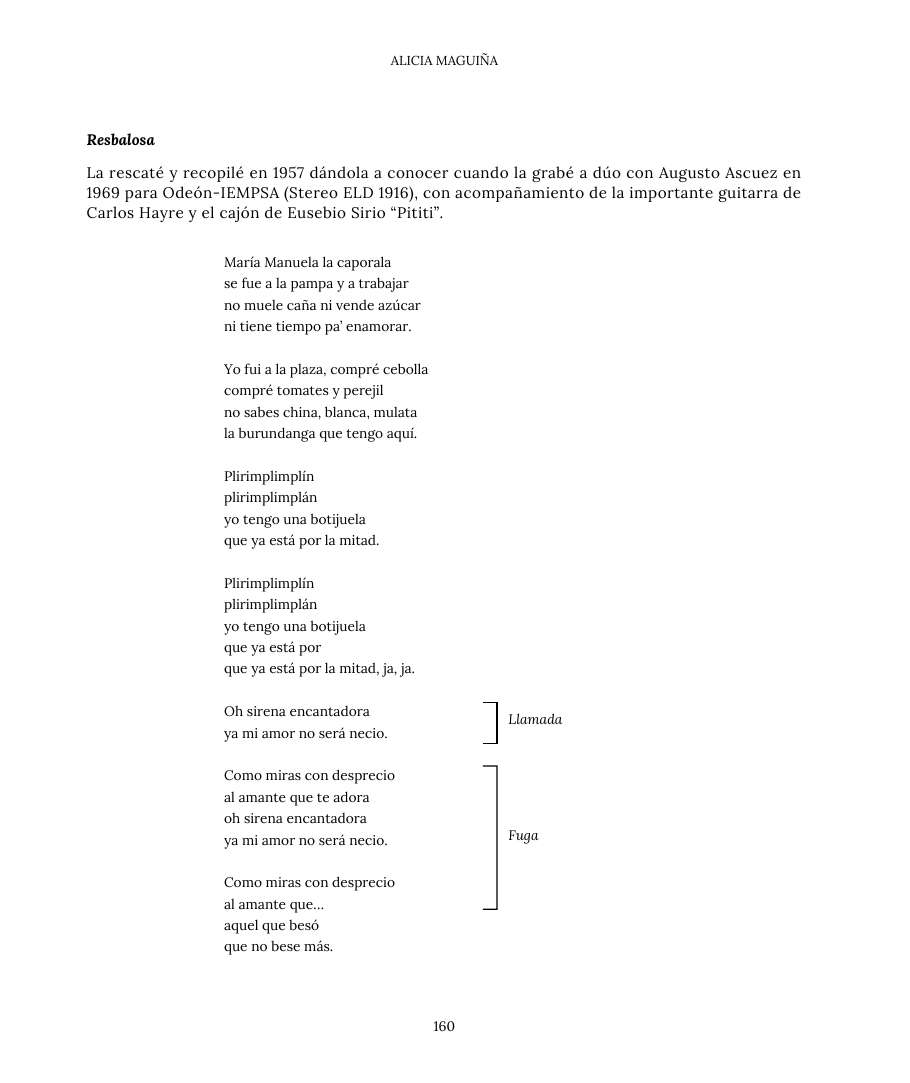 ALICIA MAGUIÑA
Resbalosa
La rescaté y recopilé en 1957 dándola a conocer cuando la grabé a dúo con Augusto Ascuez en
1969 para Odeón-IEMPSA (Stereo ELD 1916), con acompañamiento de la importante guitarra de
Carlos Hayre y el cajón de Eusebio Sirio “Pititi”.
María Manuela la caporala
se fue a la pampa y a trabajar
no muele caña ni vende azúcar
ni tiene tiempo pa’ enamorar.
Yo fui a la plaza, compré cebolla
compré tomates y perejil
no sabes china, blanca, mulata
la burundanga que tengo aquí.
Plirimplimplín
plirimplimplán
yo tengo una botijuela
que ya está por la mitad.
Plirimplimplín
plirimplimplán
yo tengo una botijuela
que ya está por
que ya está por la mitad, ja, ja.
Oh sirena encantadora
ya mi amor no será necio.
Llamada
Como miras con desprecio
al amante que te adora
oh sirena encantadora
ya mi amor no será necio.
Fuga
Como miras con desprecio
al amante que...
aquel que besó
que no bese más.
160